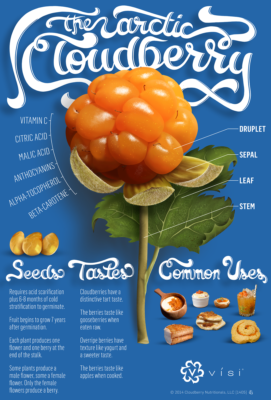 the arctic
Cloudberry
VITAMIN C
CITRIC ACID
MALIC ACID
ANTHOCYANINS
ALPHA-TOCOPHEROL
BETA-CAROTENE
DRUPLET
SEPAL
LEAF
STEM
Seeds
Requires acid scarification
plus 6-8 months of cold
stratification to germinate.
Fruit begins to grow 7 years
after germination.
Each plant produces one
flower and one berry at the
end of the stalk.
Some plants produce a
male flower, some a female
flower. Only the female
flowers produce a berry.
Tastes
Cloudberries have a
distinctive tart taste.
The berries taste like
gooseberries when
eaten raw.
Overripe berries have
texture like yogurt and
a sweeter taste.
The berries taste like
apples when cooked.
Common Uses
visi